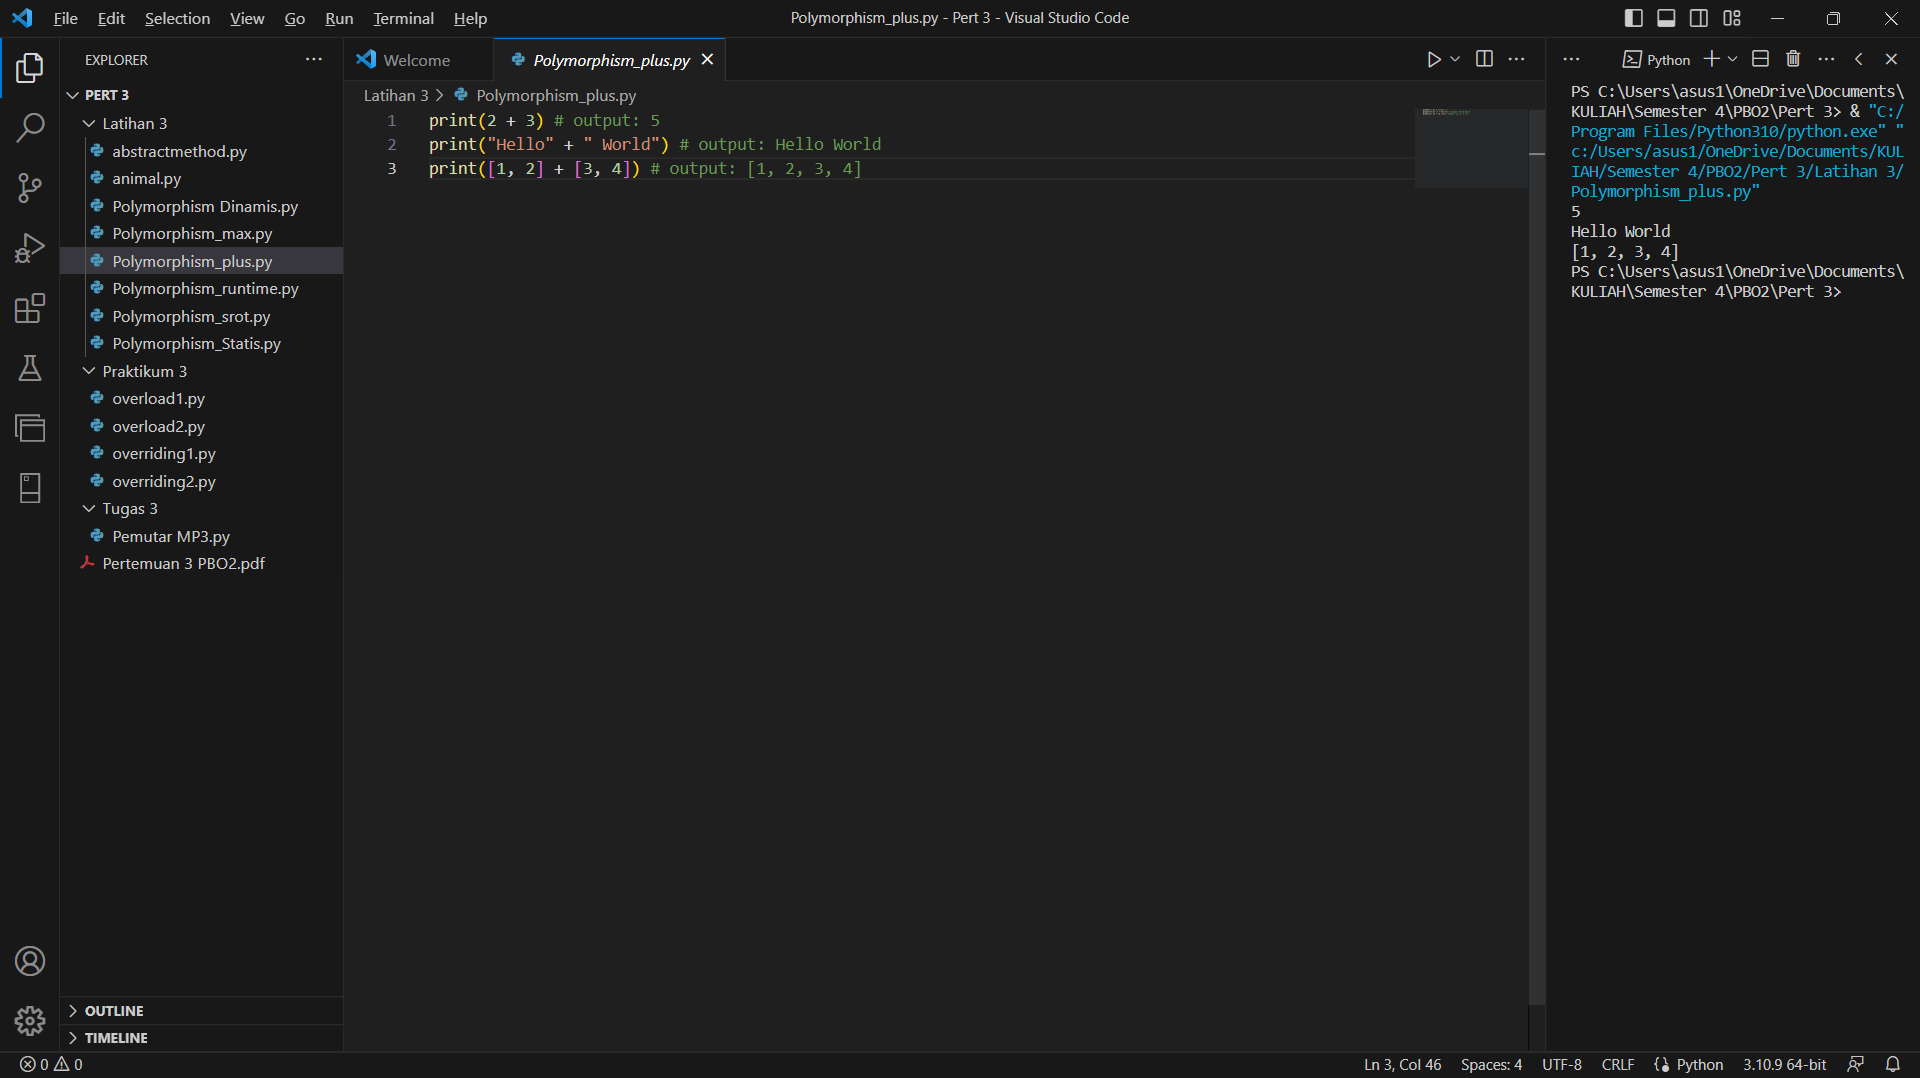 File Edit Selection View Go Run Terminal Help
Polymorphism_plus.py - Pert 3 - Visual Studio Code
EXPLORER
PERT 3
Latihan 3
abstractmethod.py
animal.py
Polymorphism Dinamis.py
Polymorphism_max.py
Polymorphism_plus.py
Polymorphism_runtime.py
Polymorphism_srot.py
Polymorphism_Statis.py
Praktikum 3
overload1.py
overload2.py
overriding1.py
overriding2.py
Tugas 3
Pemutar MP3.py
Pertemuan 3 PBO2.pdf
OUTLINE
TIMELINE
Welcome
Polymorphism_plus.py
Latihan 3 > Polymorphism_plus.py
1 print(2 + 3) # output: 5
2 print("Hello" + " World") # output: Hello World
3 print([1, 2] + [3, 4]) # output: [1, 2, 3, 4]
Python
PS C:\Users\asus1\OneDrive\Documents\
KULIAH\Semester 4\PBO2\Pert 3> & "C:/
Program Files/Python310/python.exe" "
c:/Users/asus1/OneDrive/Documents/KUL
IAH/Semester 4/PBO2/Pert 3/Latihan 3/
Polymorphism_plus.py"
5
Hello World
[1, 2, 3, 4]
PS C:\Users\asus1\OneDrive\Documents\
KULIAH\Semester 4\PBO2\Pert 3>
0 0
Ln 3, Col 46 Spaces: 4 UTF-8 CRLF Python 3.10.9 64-bit